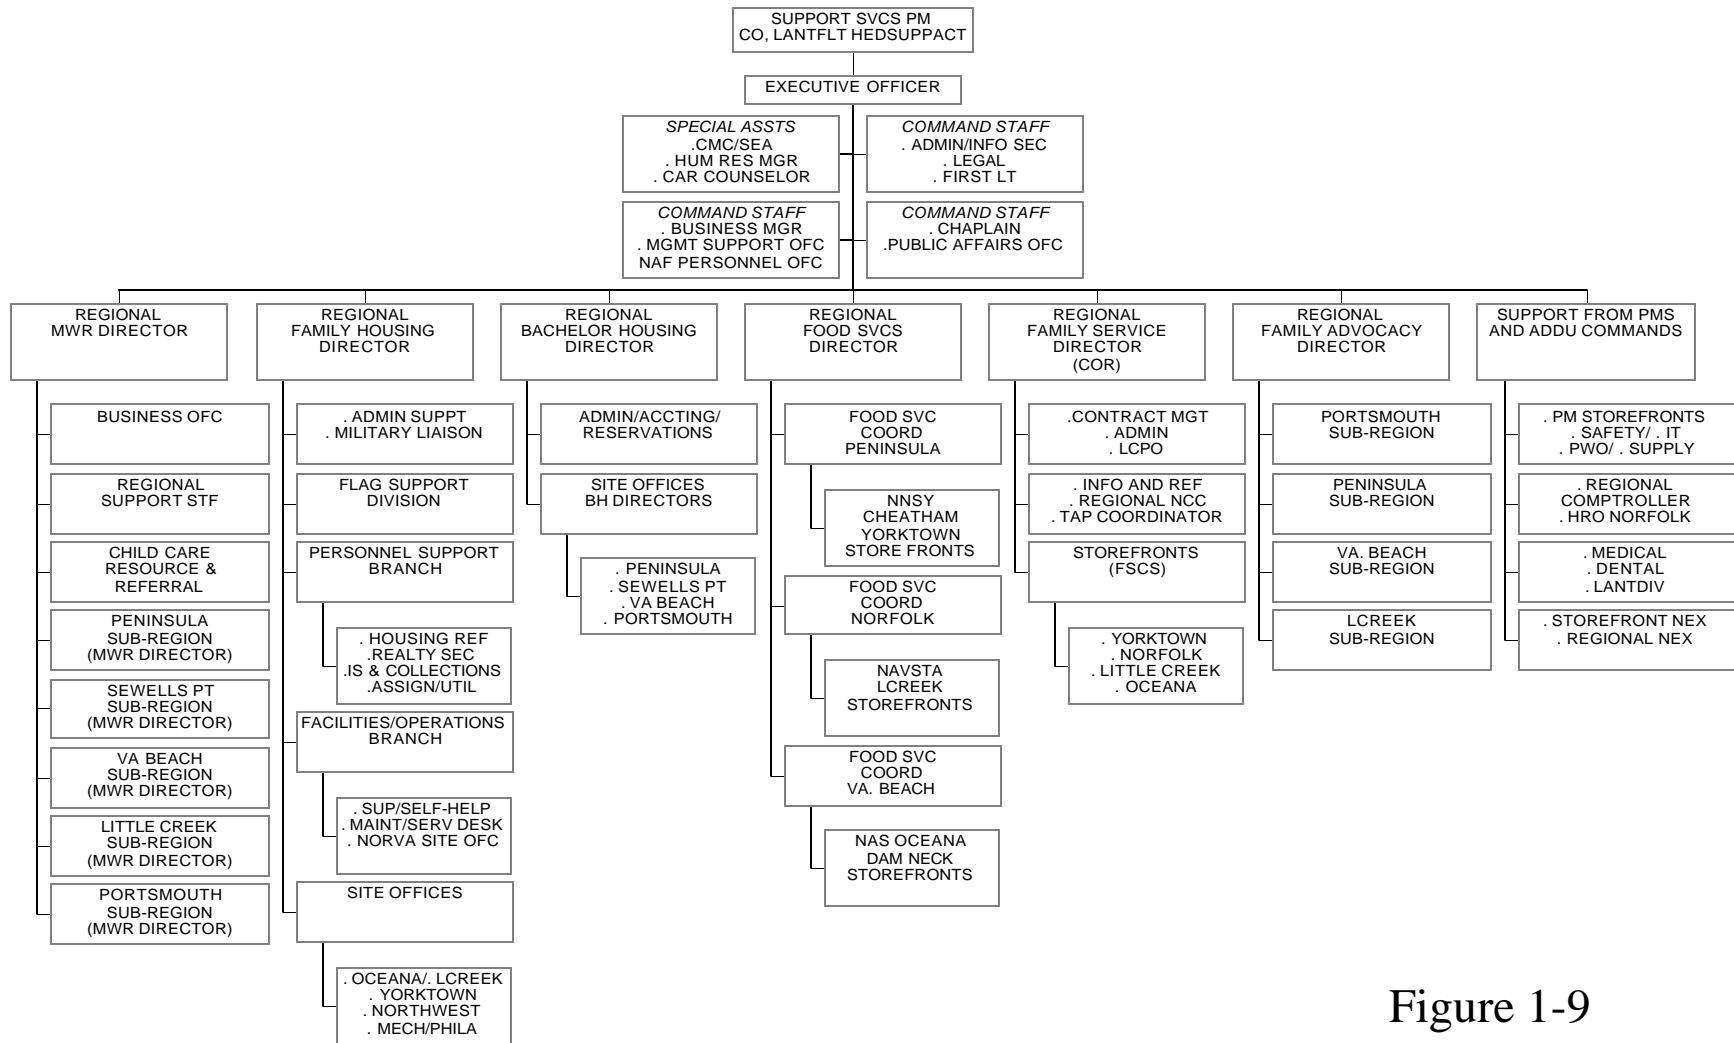 SUPPORT SVCS PM
CO, LANTFLT HEDSUPPACT
EXECUTIVE OFFICER
SPECIAL ASSTS
.CMC/SEA
. HUM RES MGR
. CAR COUNSELOR
COMMAND STAFF
. ADMIN/INFO SEC
. LEGAL
. FIRST LT
COMMAND STAFF
. BUSINESS MGR
. MGMT SUPPORT OFC
NAF PERSONNEL OFC
COMMAND STAFF
. CHAPLAIN
.PUBLIC AFFAIRS OFC
REGIONAL
MWR DIRECTOR
BUSINESS OFC
REGIONAL
SUPPORT STF
CHILD CARE
RESOURCE &
REFERRAL
PENINSULA
SUB-REGION
(MWR DIRECTOR)
SEWELLS PT
SUB-REGION
(MWR DIRECTOR)
VA BEACH
SUB-REGION
(MWR DIRECTOR)
LITTLE CREEK
SUB-REGION
(MWR DIRECTOR)
PORTSMOUTH
SUB-REGION
(MWR DIRECTOR)
REGIONAL
FAMILY HOUSING
DIRECTOR
. ADMIN SUPPT
. MILITARY LIAISON
FLAG SUPPORT
DIVISION
PERSONNEL SUPPORT
BRANCH
. HOUSING REF
.REALTY SEC
.IS & COLLECTIONS
.ASSIGN/UTIL
FACILITIES/OPERATIONS
BRANCH
. SUP/SELF-HELP
. MAINT/SERV DESK
. NORVA SITE OFC
SITE OFFICES
. OCEANA/. LCREEK
. YORKTOWN
. NORTHWEST
. MECH/PHILA
REGIONAL
BACHELOR HOUSING
DIRECTOR
ADMIN/ACCTING/
RESERVATIONS
SITE OFFICES
BH DIRECTORS
. PENINSULA
. SEWELLS PT
. VA BEACH
. PORTSMOUTH
REGIONAL
FOOD SVCS
DIRECTOR
FOOD SVC
COORD
PENINSULA
NNSY
CHEATHAM
YORKTOWN
STORE FRONTS
FOOD SVC
COORD
NORFOLK
NAVSTA
LCREEK
STOREFRONTS
FOOD SVC
COORD
VA. BEACH
NAS OCEANA
DAM NECK
STOREFRONTS
REGIONAL
FAMILY SERVICE
DIRECTOR
(COR)
.CONTRACT MGT
. ADMIN
. LCPO
. INFO AND REF
. REGIONAL NCC
. TAP COORDINATOR
STOREFRONTS
(FSCS)
. YORKTOWN
. NORFOLK
. LITTLE CREEK
. OCEANA
REGIONAL
FAMILY ADVOCACY
DIRECTOR
PORTSMOUTH
SUB-REGION
PENINSULA
SUB-REGION
VA. BEACH
SUB-REGION
LCREEK
SUB-REGION
SUPPORT FROM PMS
AND ADDU COMMANDS
. PM STOREFRONTS
. SAFETY/ . IT
. PWO/ . SUPPLY
. REGIONAL
COMPTROLLER
. HRO NORFOLK
. MEDICAL
. DENTAL
. LANTDIV
. STOREFRONT NEX
. REGIONAL NEX
Figure 1-9